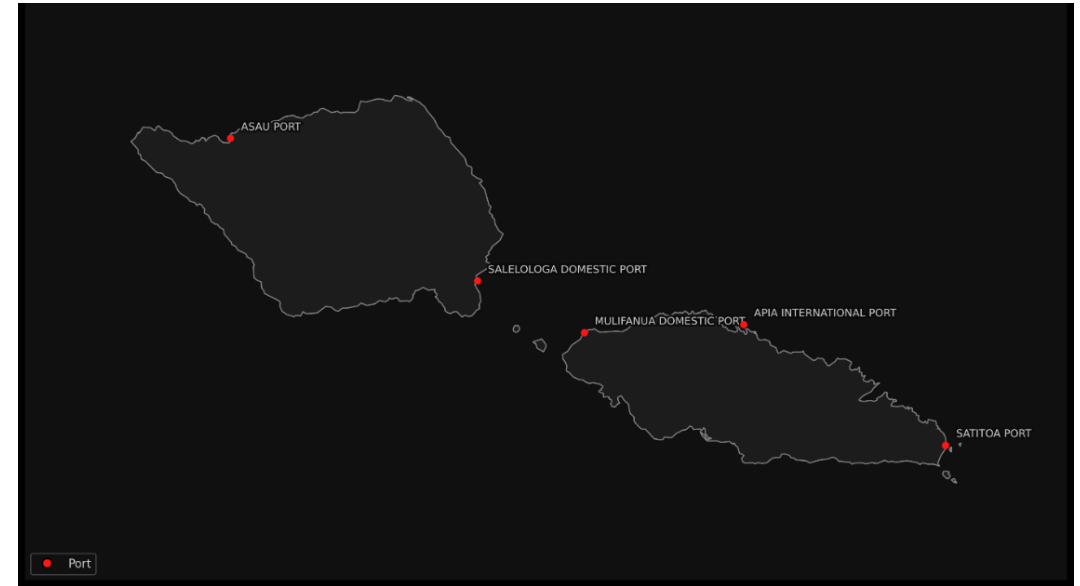 ASAU PORT
SALELOLOGA DOMESTIC PORT
APIA INTERNATIONAL PORT
MULIFANUA DOMESTIC PORT
SATITOA PORT
Port